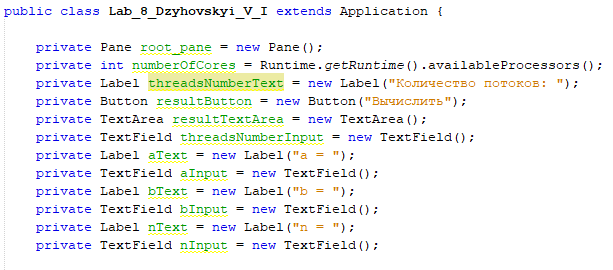 public class Lab_8_Dzyhovskyi_V_I extends Application {
private Pane root_pane = new Pane();
private int numberOfCores = Runtime.getRuntime().availableProcessors();
private Label threadsNumberText = new Label("Количество потоков: ");
private Button resultButton = new Button("Вычислить");
private TextArea resultTextArea = new TextArea();
private TextField threadsNumberInput = new TextField();
private Label aText = new Label("a = ");
private TextField aInput = new TextField();
private Label bText = new Label("b = ");
private TextField bInput = new TextField();
private Label nText = new Label("n = ");
private TextField nInput = new TextField();